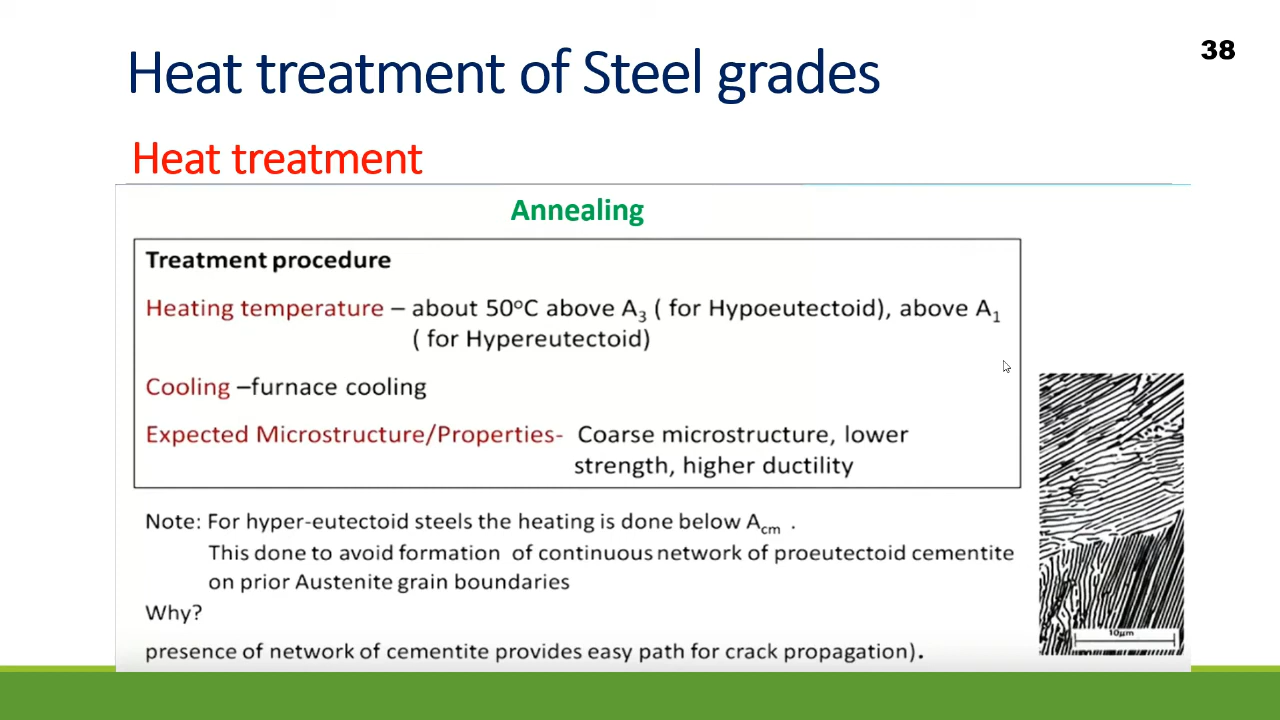 38
Heat treatment of Steel grades
Heat treatment
Annealing
Treatment procedure
Heating temperature – about 50°C above A3 ( for Hypoeutectoid), above A1
( for Hypereutectoid)
Cooling –furnace cooling
Expected Microstructure/Properties- Coarse microstructure, lower
strength, higher ductility
Note: For hyper-eutectoid steels the heating is done below Acm .
This done to avoid formation of continuous network of proeutectoid cementite
on prior Austenite grain boundaries
Why?
presence of network of cementite provides easy path for crack propagation).
10µm